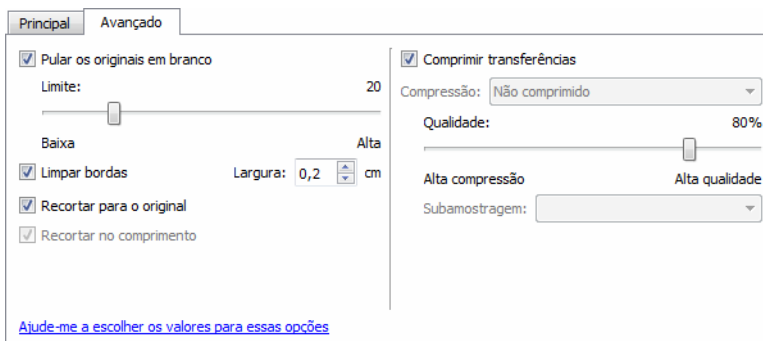 Principal Avançado
Pular os originais em branco
Limite: 20
Baixa Alta
Limpar bordas Largura: 0,2 cm
Recortar para o original
Recortar no comprimento
Comprimir transferências
Compressão: Não comprimido
Qualidade: 80%
Alta compressão Alta qualidade
Subamostragem:
Ajude-me a escolher os valores para essas opções